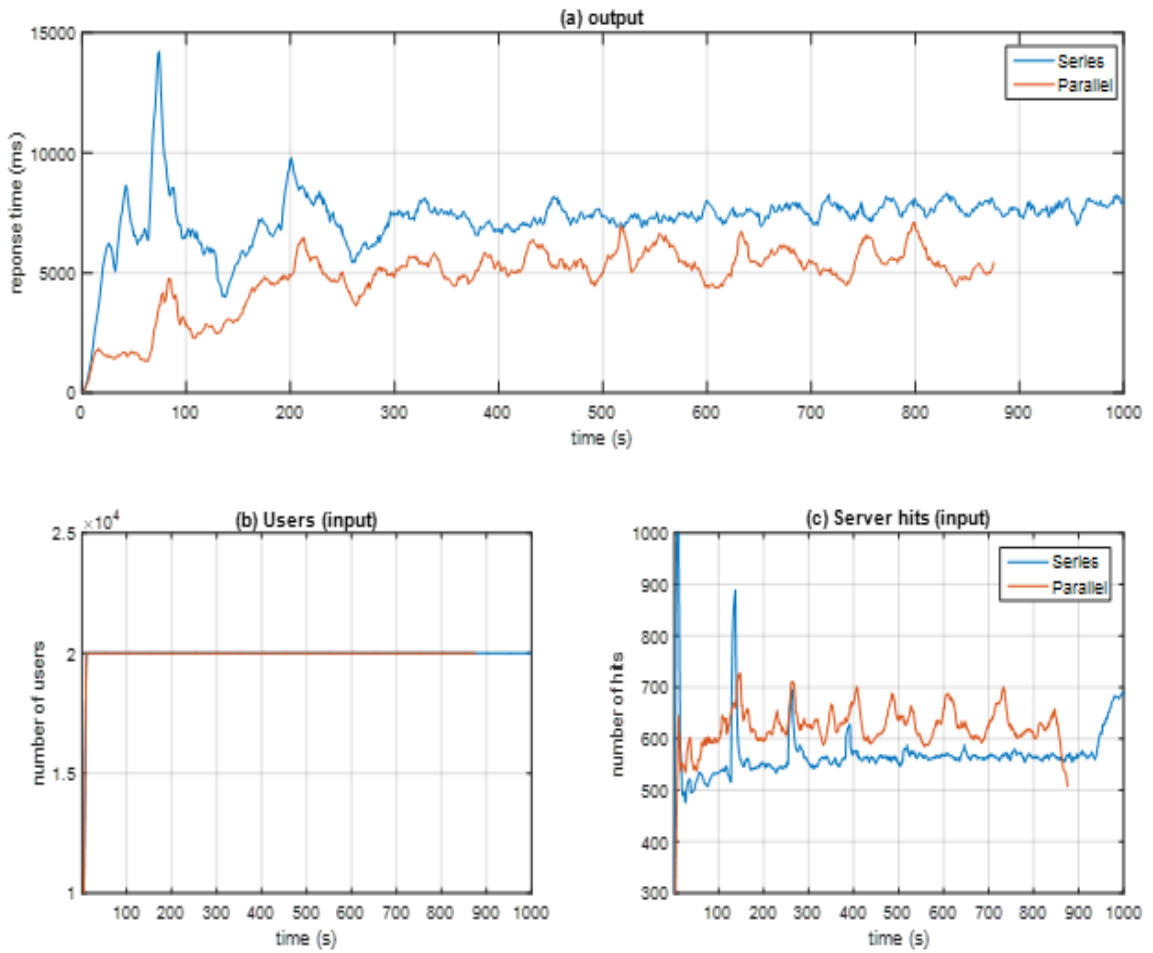 (a) output
15000
10000
5000
0
reponse time (ms)
Series
Parallel
0 100 200 300 400 500 600 700 800 900 1000
time (s)
(b) Users (input)
×10⁴
2.5
2
1.5
1
number of users
100 200 300 400 500 600 700 800 900 1000
time (s)
(c) Server hits (input)
1000
900
800
700
600
500
400
300
number of hits
Series
Parallel
100 200 300 400 500 600 700 800 900 1000
time (s)